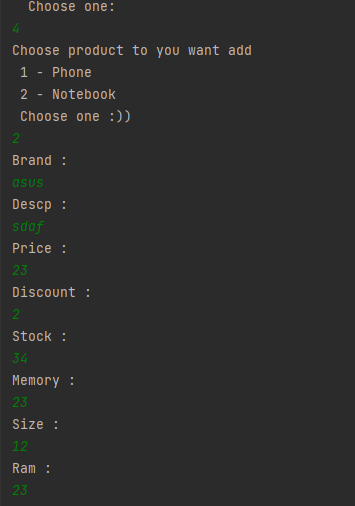 Choose one:
4
Choose product to you want add
1 - Phone
2 - Notebook
Choose one :))
2
Brand :
asus
Descp :
sdaf
Price :
23
Discount :
2
Stock :
34
Memory :
23
Size :
12
Ram :
23